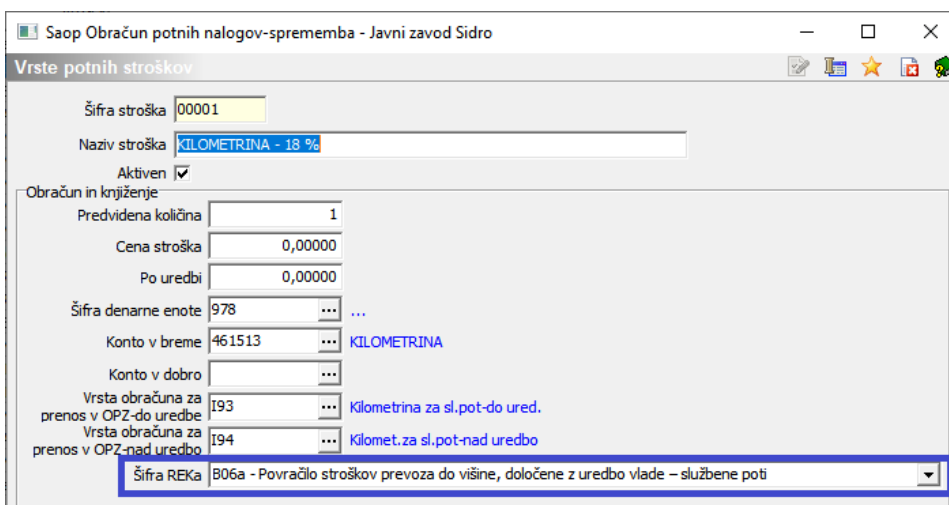 Saop Obračun potnih nalogov-sprememba - Javni zavod Sidro
Vrste potnih stroškov
Šifra stroška 00001
Naziv stroška KILOMETRINA - 18 %
Aktiven
Obračun in knjiženje
Predvidena količina 1
Cena stroška 0,00000
Po uredbi 0,00000
Šifra denarne enote 978 ... ...
Konto v breme 461513 ... KILOMETRINA
Konto v dobro ...
Vrsta obračuna za
prenos v OPZ-do uredbe I93 ... Kilometrina za sl.pot-do ured.
Vrsta obračuna za
prenos v OPZ-nad uredbo I94 ... Kilomet.za sl.pot-nad uredbo
Šifra REKa B06a - Povračilo stroškov prevoza do višine, določene z uredbo vlade – službene poti